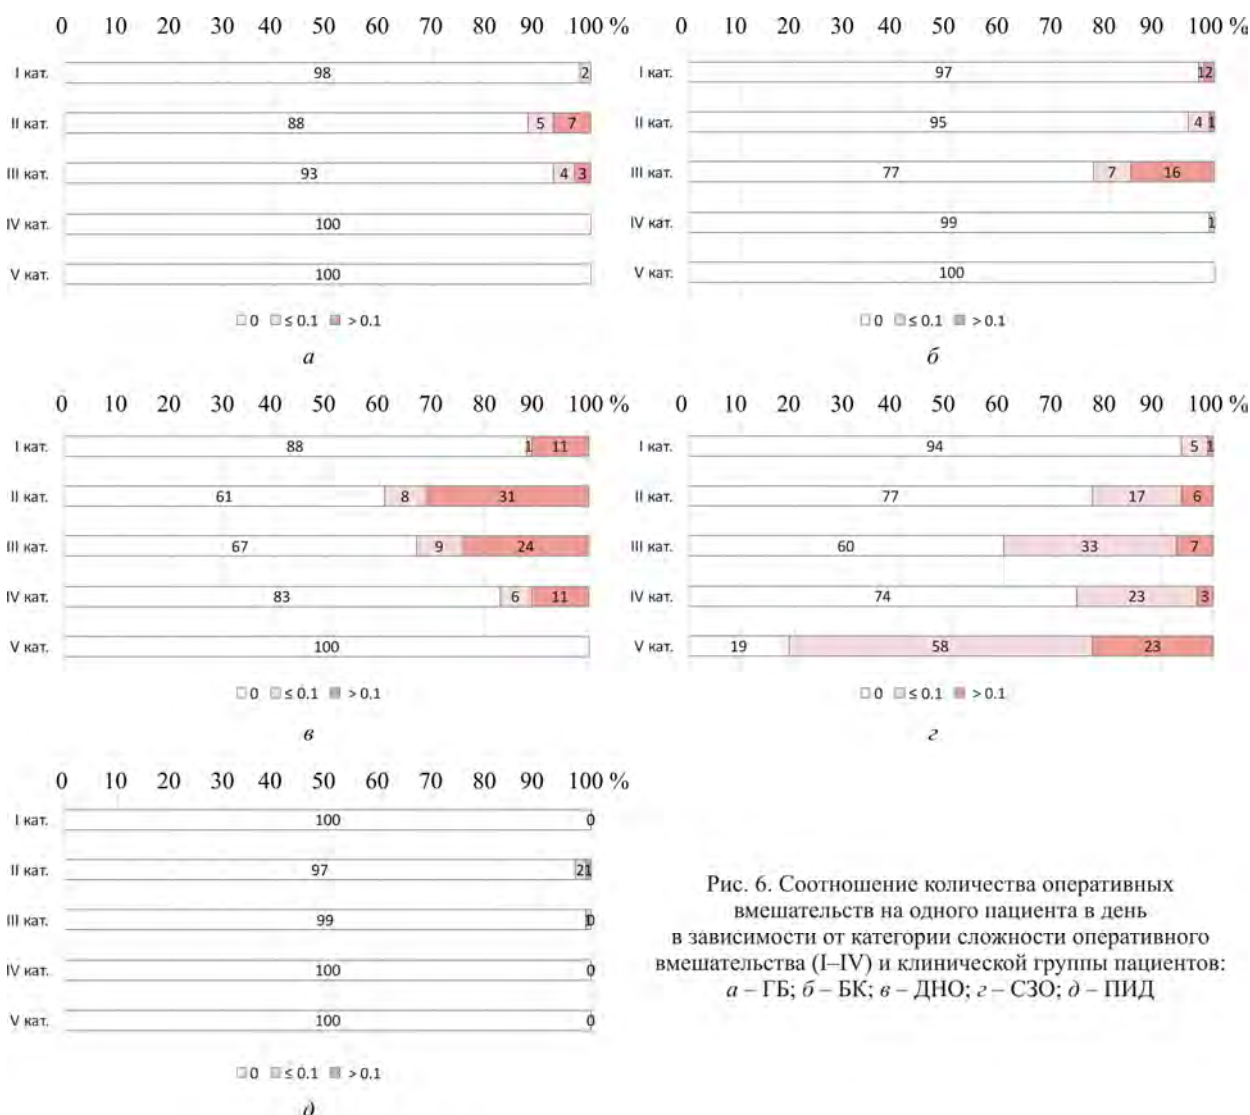 0 10 20 30 40 50 60 70 80 90 100 %
I кат. 98 2
II кат. 88 5 7
III кат. 93 4 3
IV кат. 100
V кат. 100
0 ≤ 0.1 > 0.1
а
0 10 20 30 40 50 60 70 80 90 100 %
I кат. 97 1 2
II кат. 95 4 1
III кат. 77 7 16
IV кат. 99 1
V кат. 100
0 ≤ 0.1 > 0.1
б
0 10 20 30 40 50 60 70 80 90 100 %
I кат. 88 1 11
II кат. 61 8 31
III кат. 67 9 24
IV кат. 83 6 11
V кат. 100
0 ≤ 0.1 > 0.1
в
0 10 20 30 40 50 60 70 80 90 100 %
I кат. 94 5 1
II кат. 77 17 6
III кат. 60 33 7
IV кат. 74 23 3
V кат. 19 58 23
0 ≤ 0.1 > 0.1
г
0 10 20 30 40 50 60 70 80 90 100 %
I кат. 100 0
II кат. 97 2 1
III кат. 99 1 0
IV кат. 100 0
V кат. 100 0
0 ≤ 0.1 > 0.1
д
Рис. 6. Соотношение количества оперативных
вмешательств на одного пациента в день
в зависимости от категории сложности оперативного
вмешательства (I–IV) и клинической группы пациентов:
а – ГБ; б – БК; в – ДНО; г – СЗО; д – ПИД